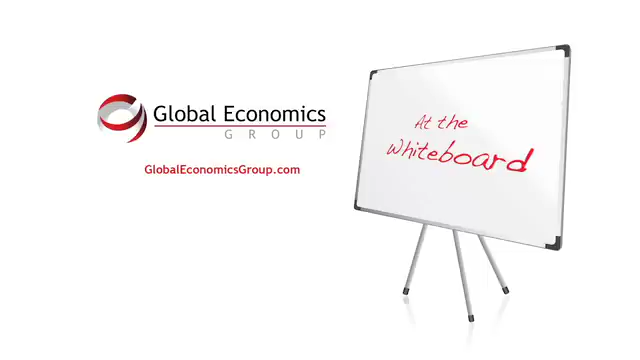 Global Economics
GROUP
GlobalEconomicsGroup.com
At the
Whiteboard